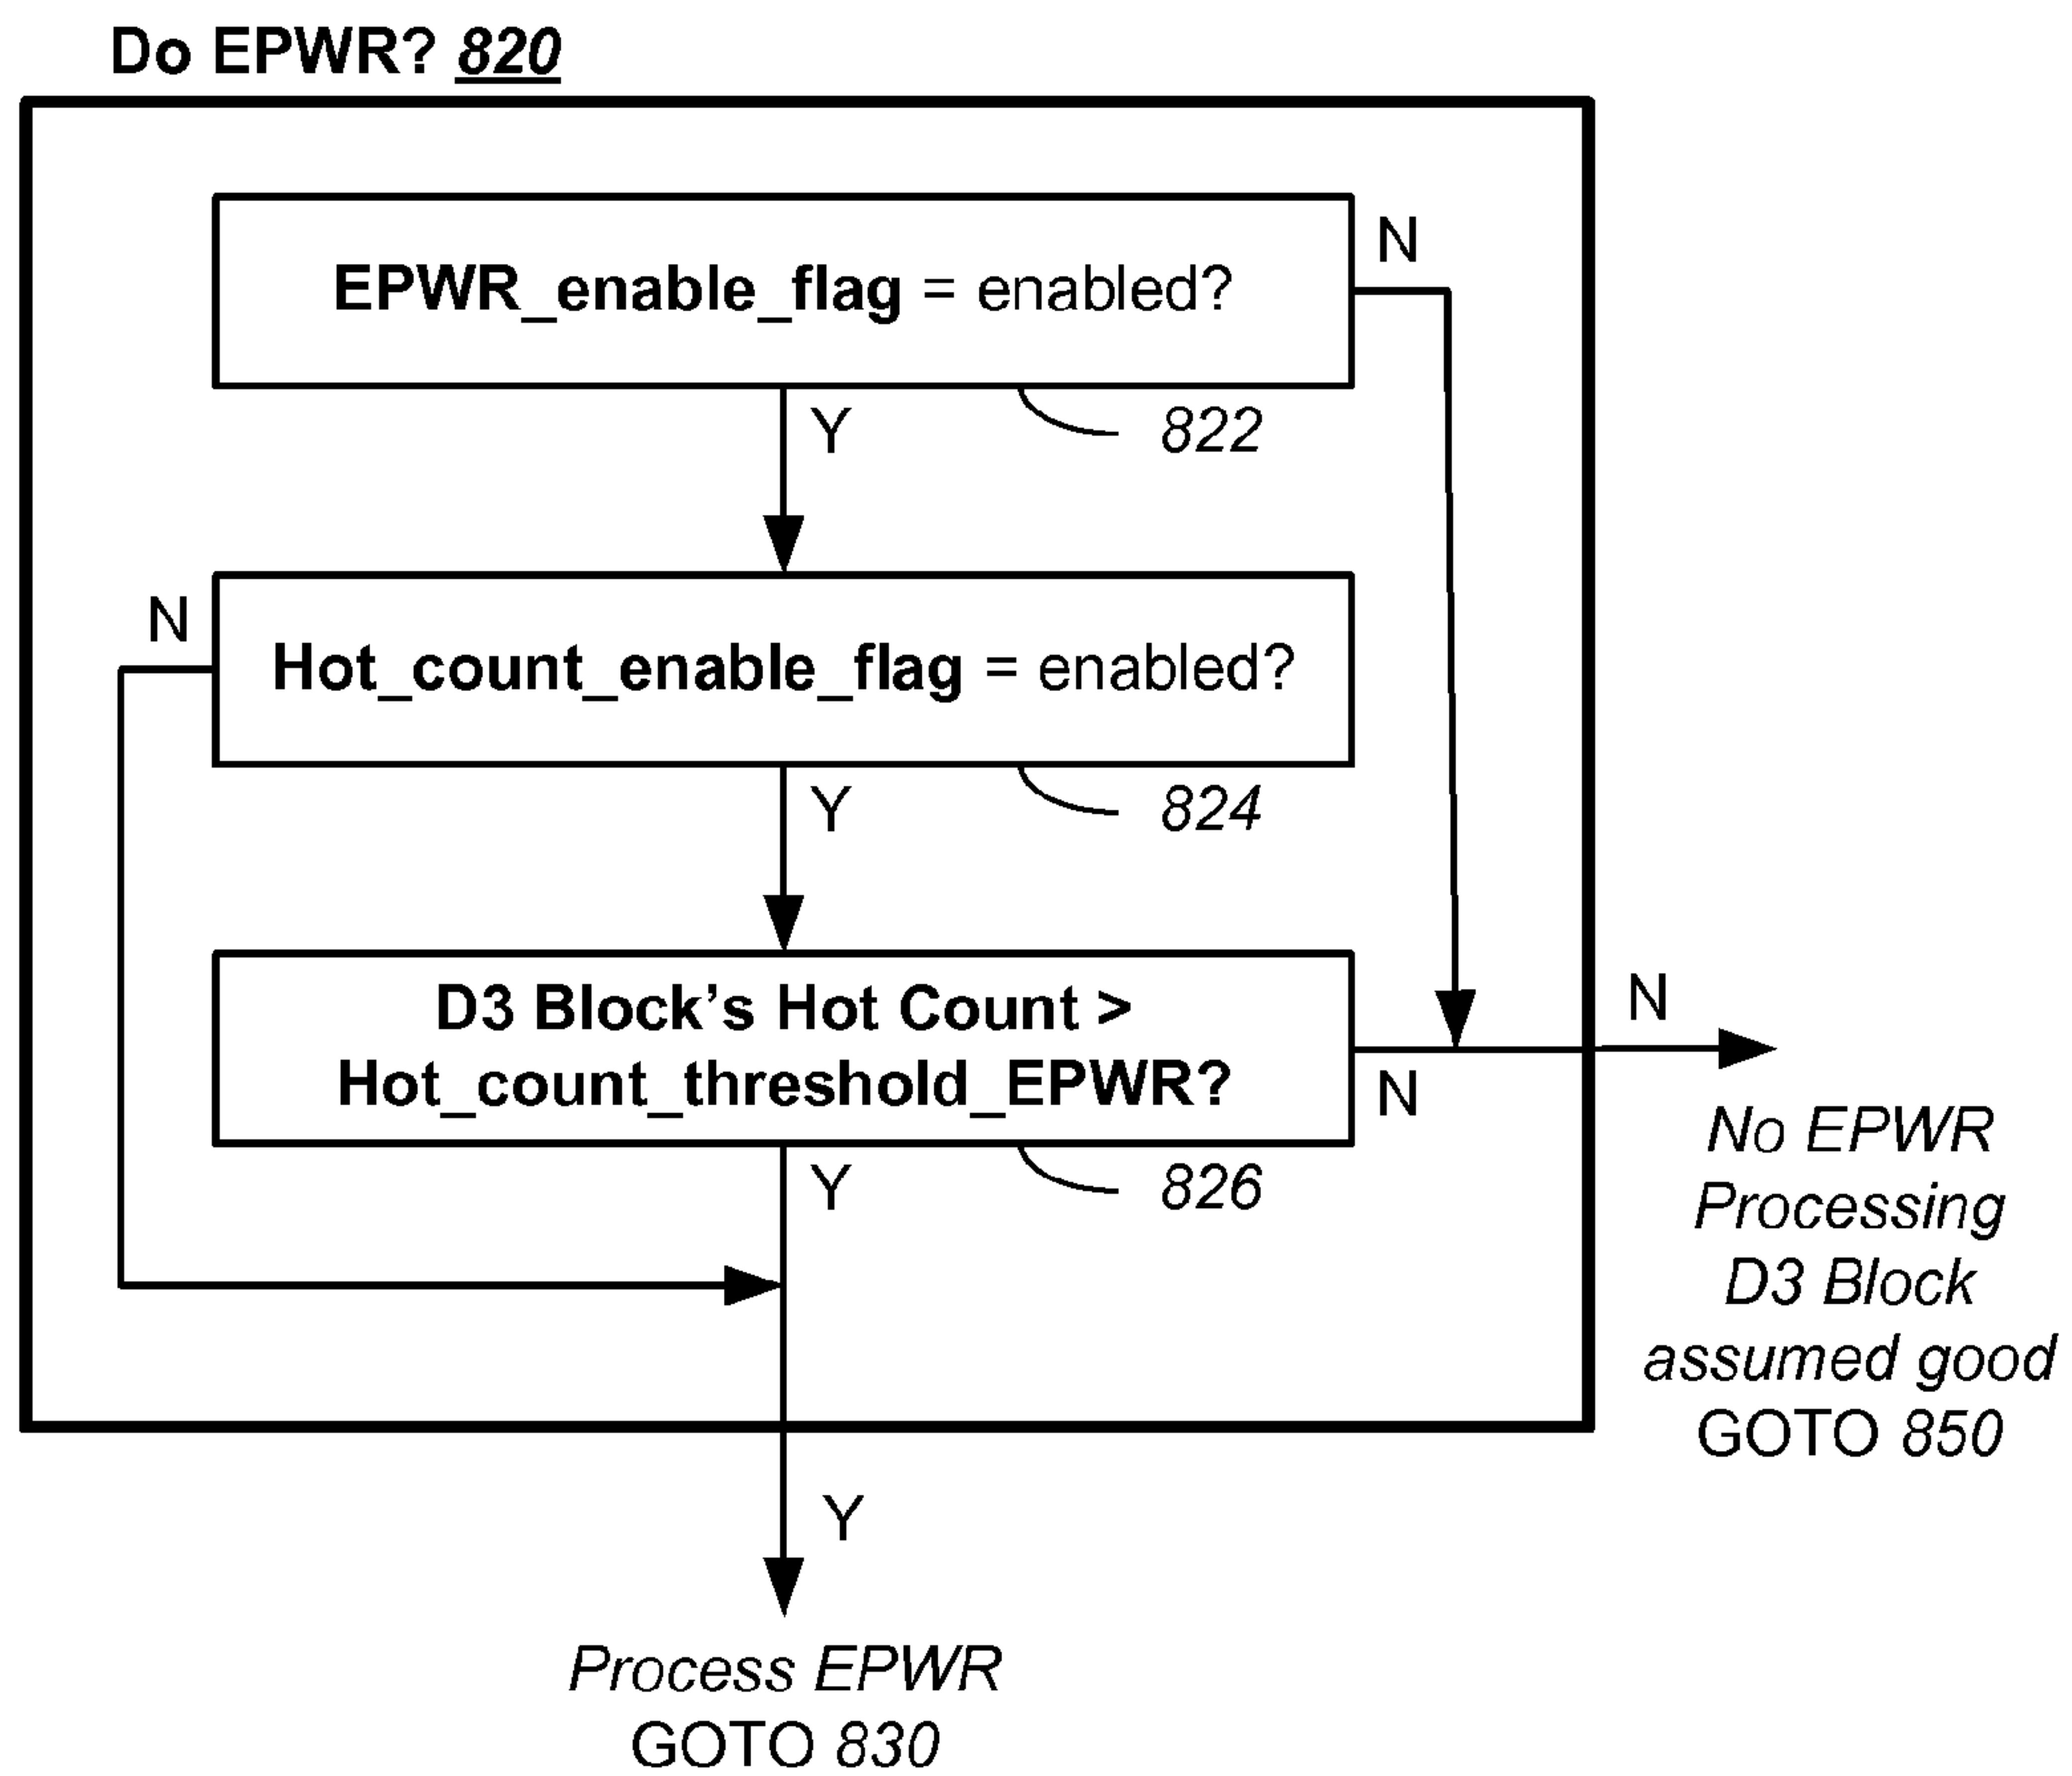 Do EPWR? 820
EPWR_enable_flag = enabled?
N
Y
822
N
Hot_count_enable_flag = enabled?
Y
824
D3 Block’s Hot Count >
Hot_count_threshold_EPWR?
N
N
Y
826
No EPWR
Processing
D3 Block
assumed good
GOTO 850
Y
Process EPWR
GOTO 830